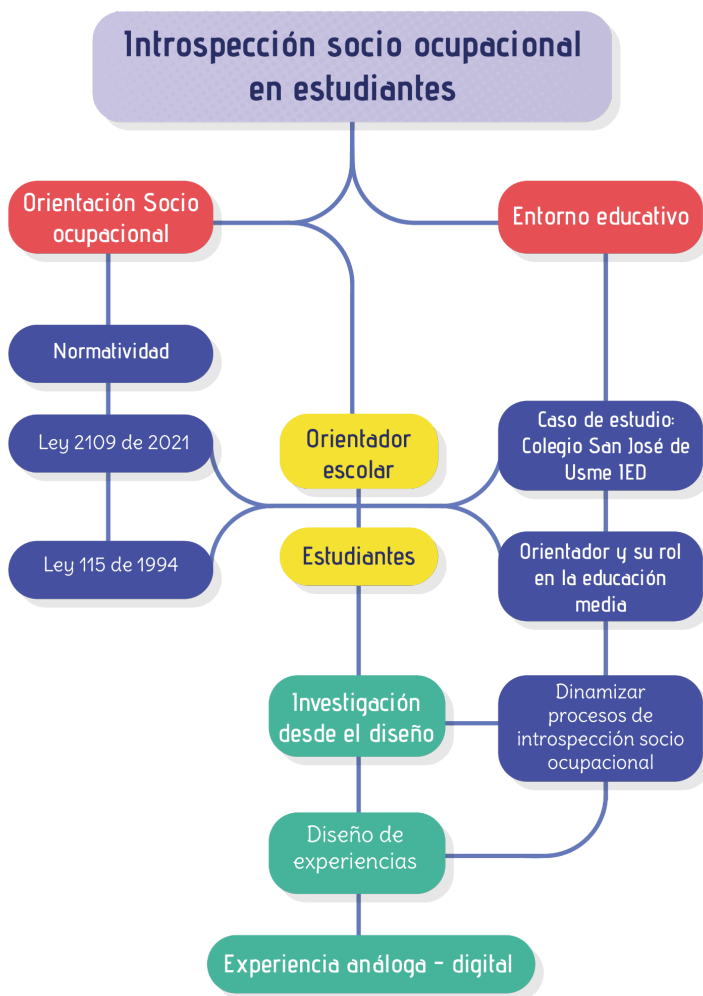 Introspección socio ocupacional
en estudiantes
Orientación Socio
ocupacional
Entorno educativo
Normatividad
Ley 2109 de 2021
Orientador
escolar
Caso de estudio:
Colegio San José de
Usme IED
Ley 115 de 1994
Estudiantes
Orientador y su rol
en la educación
media
Investigación
desde el diseño
Dinamizar
procesos de
introspección socio
ocupacional
Diseño de
experiencias
Experiencia análoga - digital